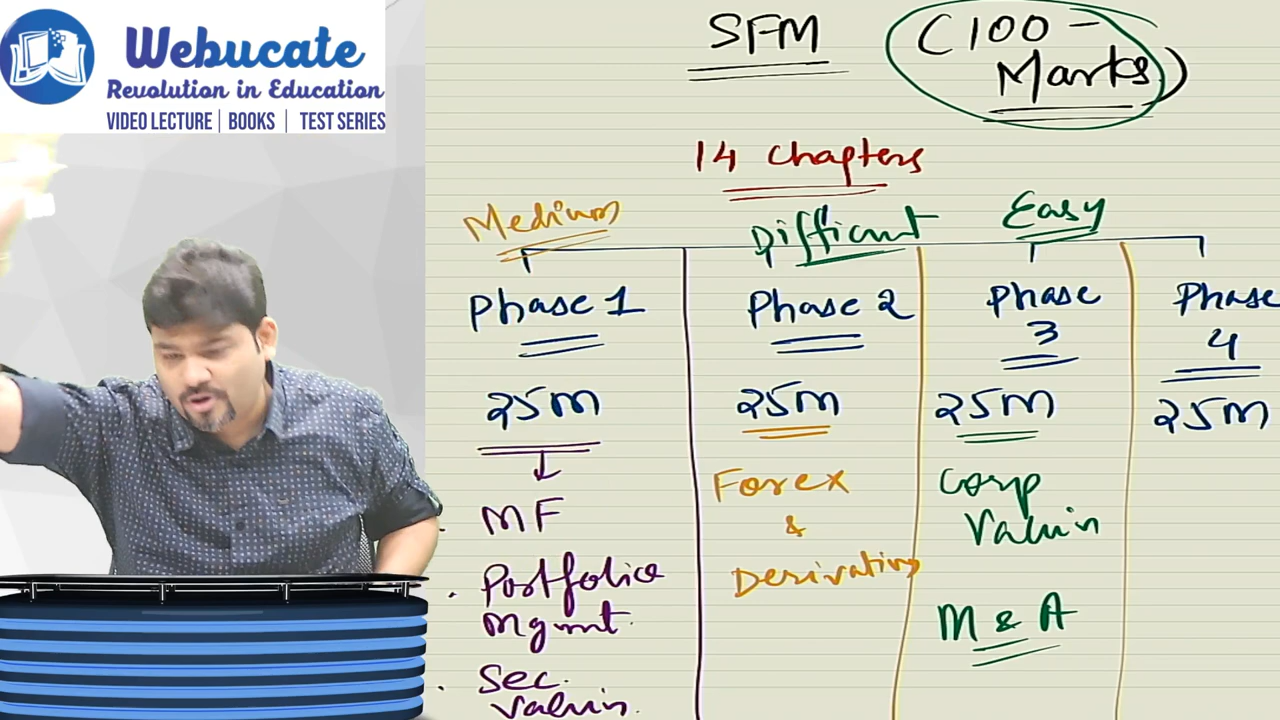 Webucate
Revolution in Education
VIDEO LECTURE | BOOKS | TEST SERIES
SFM
(100 -
Marks)
14 Chapters
Medium
Difficult
Easy
Phase 1
Phase 2
Phase
3
Phase
4
25M
25M
25M
25M
MF
Portfolio
Mgmt.
Sec.
Valuin.
Forex
&
Derivatives
Corp
Valuin
M & A